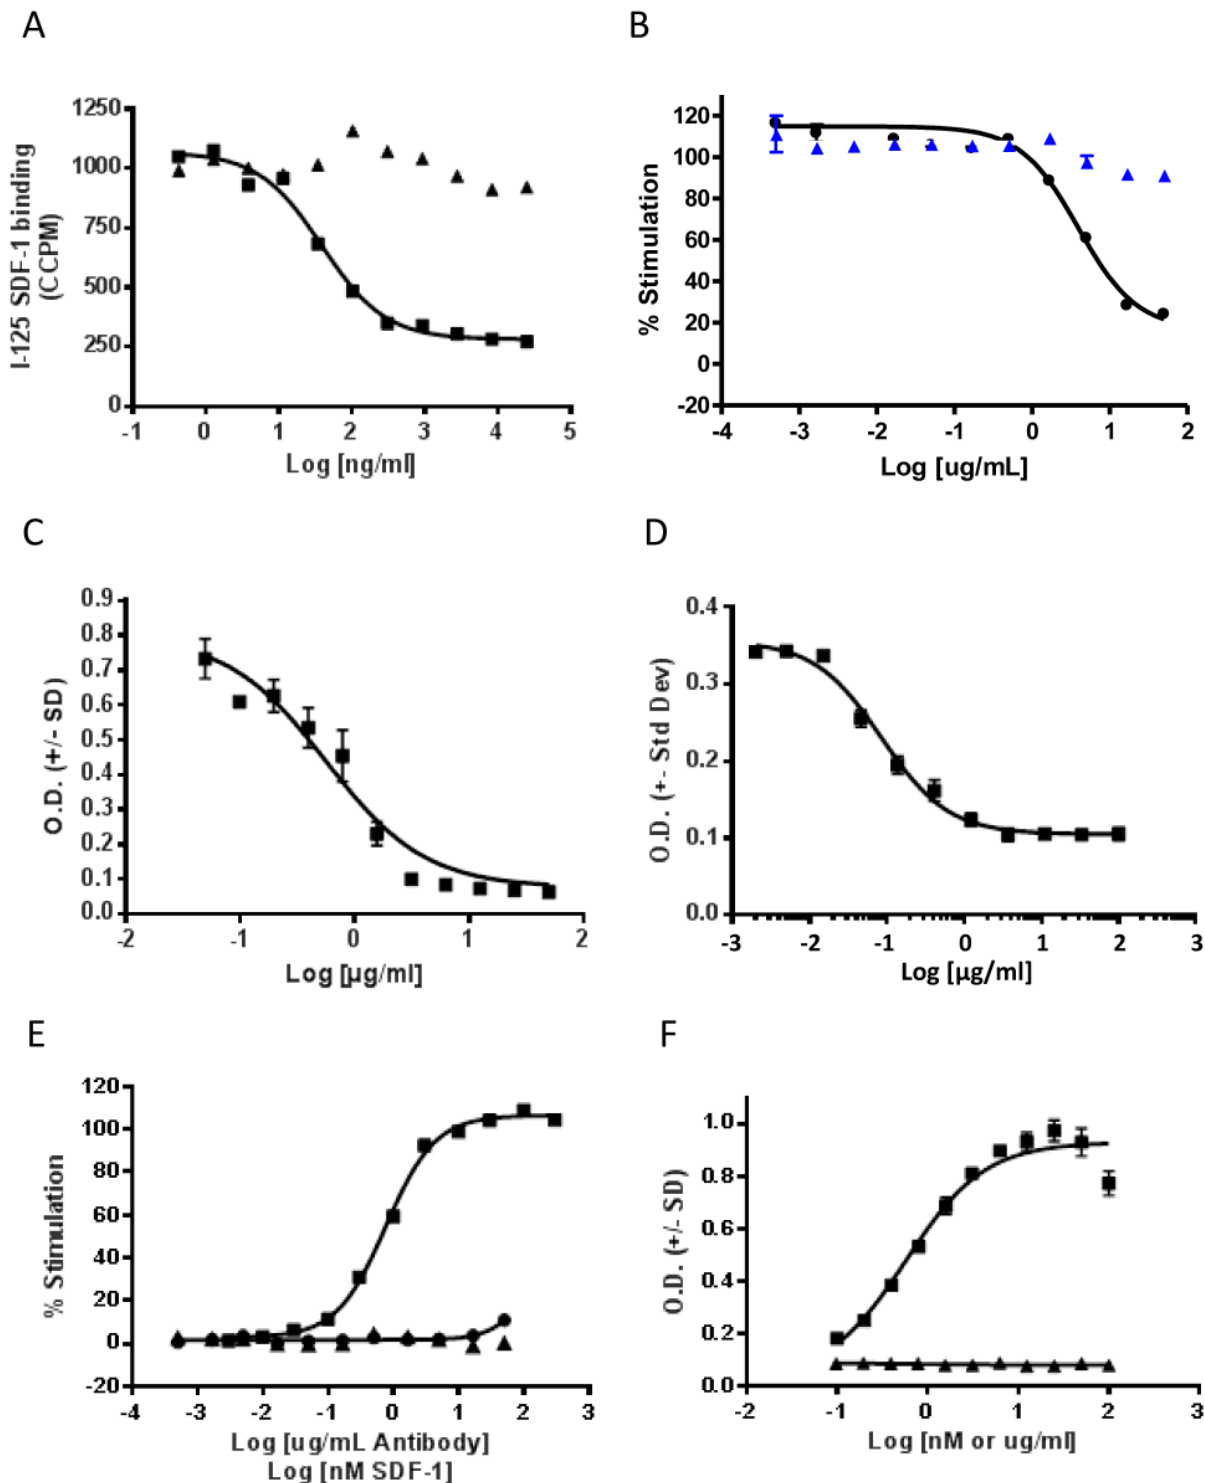 A
B
1250
1000
750
500
250
0
I-125 SDF-1 binding
(CCPM)
-1 0 1 2 3 4 5
Log [ng/ml]
120
100
80
60
40
20
0
-20
% Stimulation
-4 -3 -2 -1 0 1 2
Log [ug/mL]
C
D
0.9
0.8
0.7
0.6
0.5
0.4
0.3
0.2
0.1
0.0
O.D. (+/- SD)
-2 -1 0 1 2
Log [µg/ml]
0.4
0.3
0.2
0.1
0.0
O.D. (+- Std Dev)
-3 -2 -1 0 1 2 3
Log [µg/ml]
E
F
120
100
80
60
40
20
0
-20
% Stimulation
-4 -3 -2 -1 0 1 2 3
Log [ug/mL Antibody]
Log [nM SDF-1]
1.0
0.8
0.6
0.4
0.2
0.0
O.D. (+/- SD)
-2 -1 0 1 2 3
Log [nM or ug/ml]